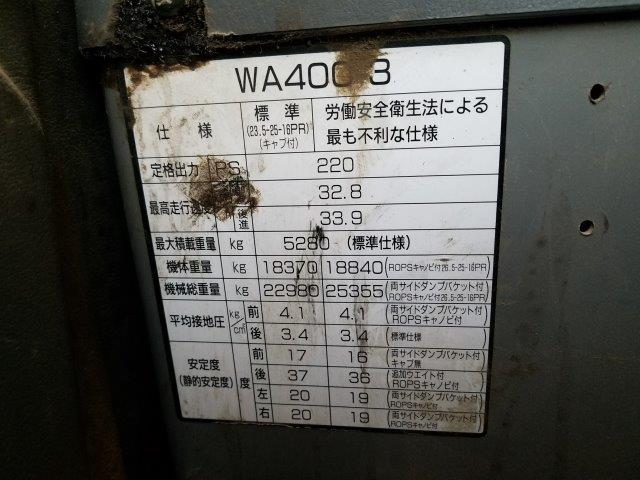 WA400 3
仕 様
標 準
(23.5-25-16PR)
(キャブ付)
労働安全衛生法による
最も不利な仕様
定格出力 PS 220
最高走行速度 32.8
後進 33.9
最大積載重量 kg 5280 (標準仕様)
機体重量 kg 18370 18840 (ROPSキャノピ付26.5-25-16PR)
機械総重量 kg 22980 25355 (両サイドダンプバケット付 ROPSキャノピ付26.5-25-16PR)
平均接地圧 kg/cm 前 4.1 4.1 (両サイドダンプバケット付 ROPSキャノピ付)
後 3.4 3.4 (標準仕様)
安定度
(静的安定度)
度
前 17 16 (両サイドダンプバケット付 キャブ無)
後 37 36 (追加ウエイト付 ROPSキャノピ付)
左 20 19 (両サイドダンプバケット付 ROPSキャノピ付)
右 20 19 (両サイドダンプバケット付 ROPSキャノピ付)